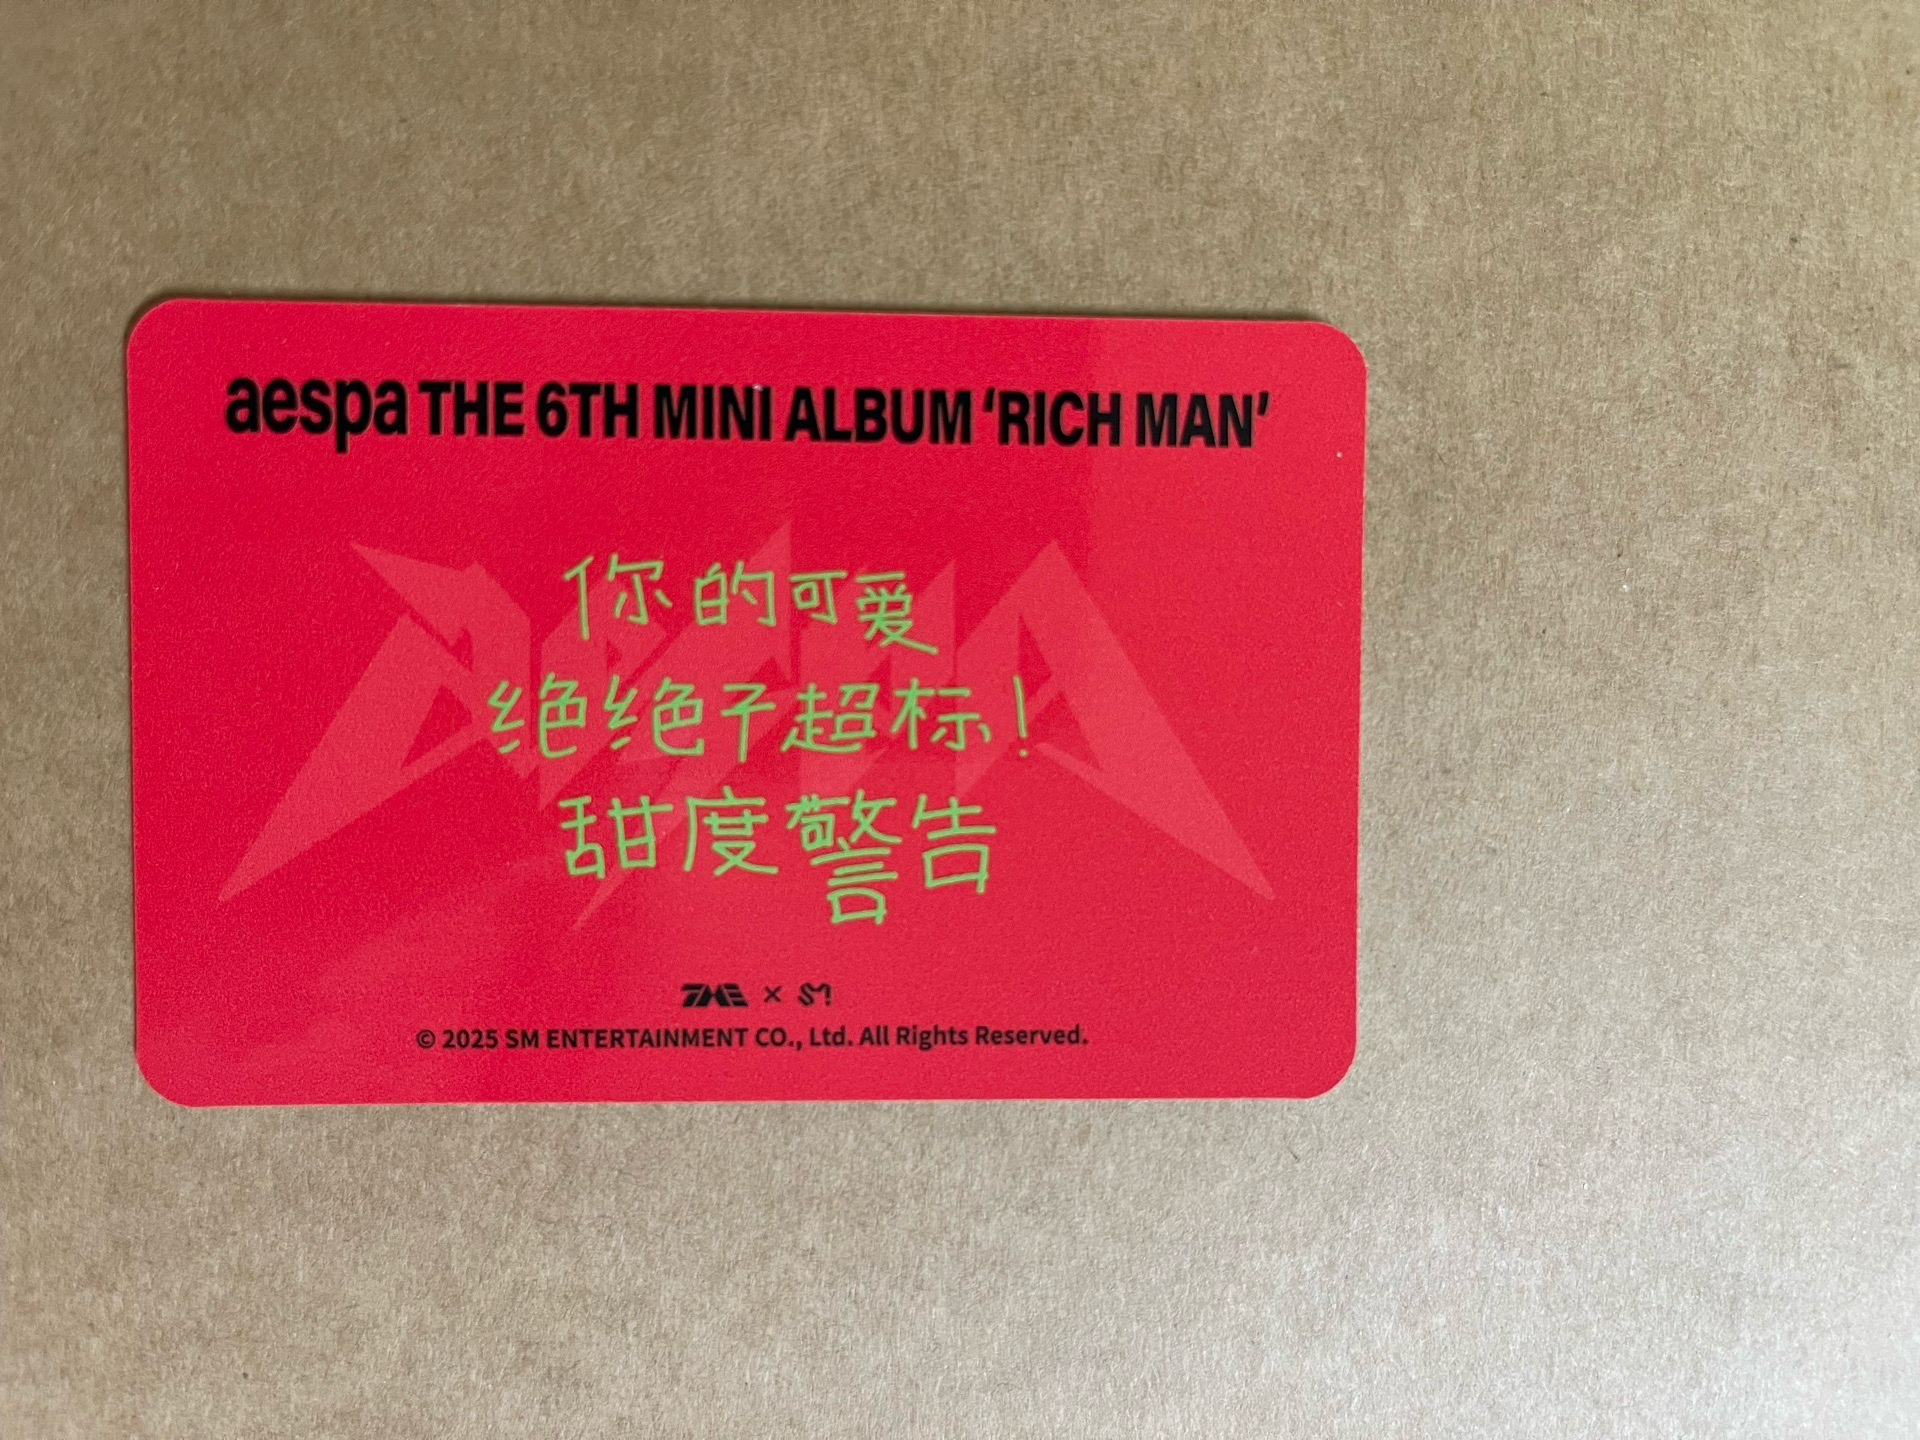 aespa THE 6TH MINI ALBUM ‘RICH MAN’
aespa
你的可爱
绝绝子超标！
甜度警告
TME × SM
© 2025 SM ENTERTAINMENT CO., Ltd. All Rights Reserved.